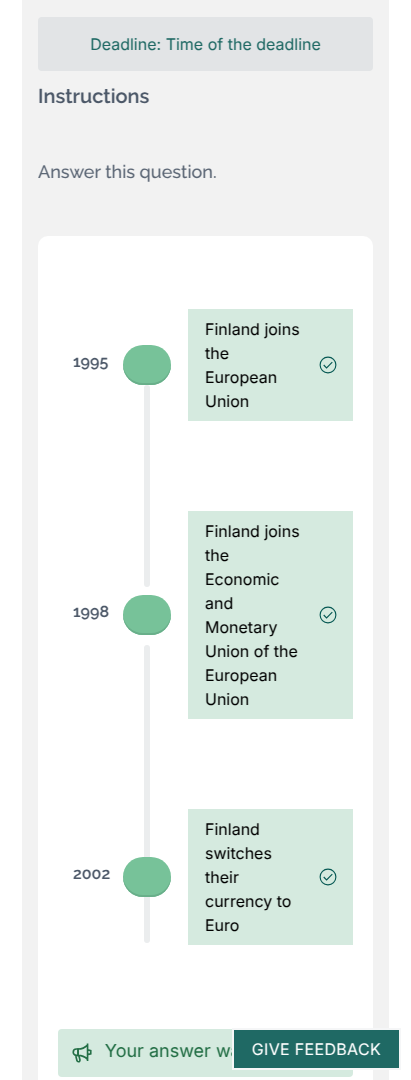 Deadline: Time of the deadline
Instructions
Answer this question.
1995
Finland joins
the
European
Union
1998
Finland joins
the
Economic
and
Monetary
Union of the
European
Union
2002
Finland
switches
their
currency to
Euro
Your answer
GIVE FEEDBACK